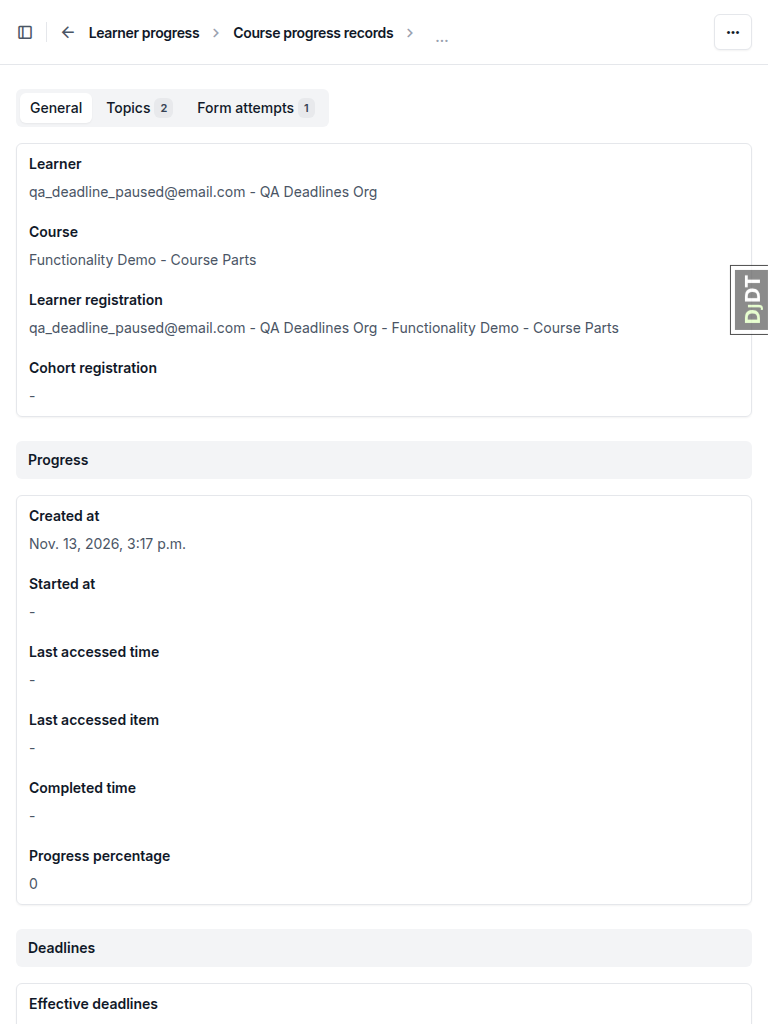 Learner progress
Course progress records
...
General
Topics 2
Form attempts 1
Learner
qa_deadline_paused@email.com - QA Deadlines Org
Course
Functionality Demo - Course Parts
Learner registration
qa_deadline_paused@email.com - QA Deadlines Org - Functionality Demo - Course Parts
Cohort registration
-
DjDT
Progress
Created at
Nov. 13, 2026, 3:17 p.m.
Started at
-
Last accessed time
-
Last accessed item
-
Completed time
-
Progress percentage
0
Deadlines
Effective deadlines